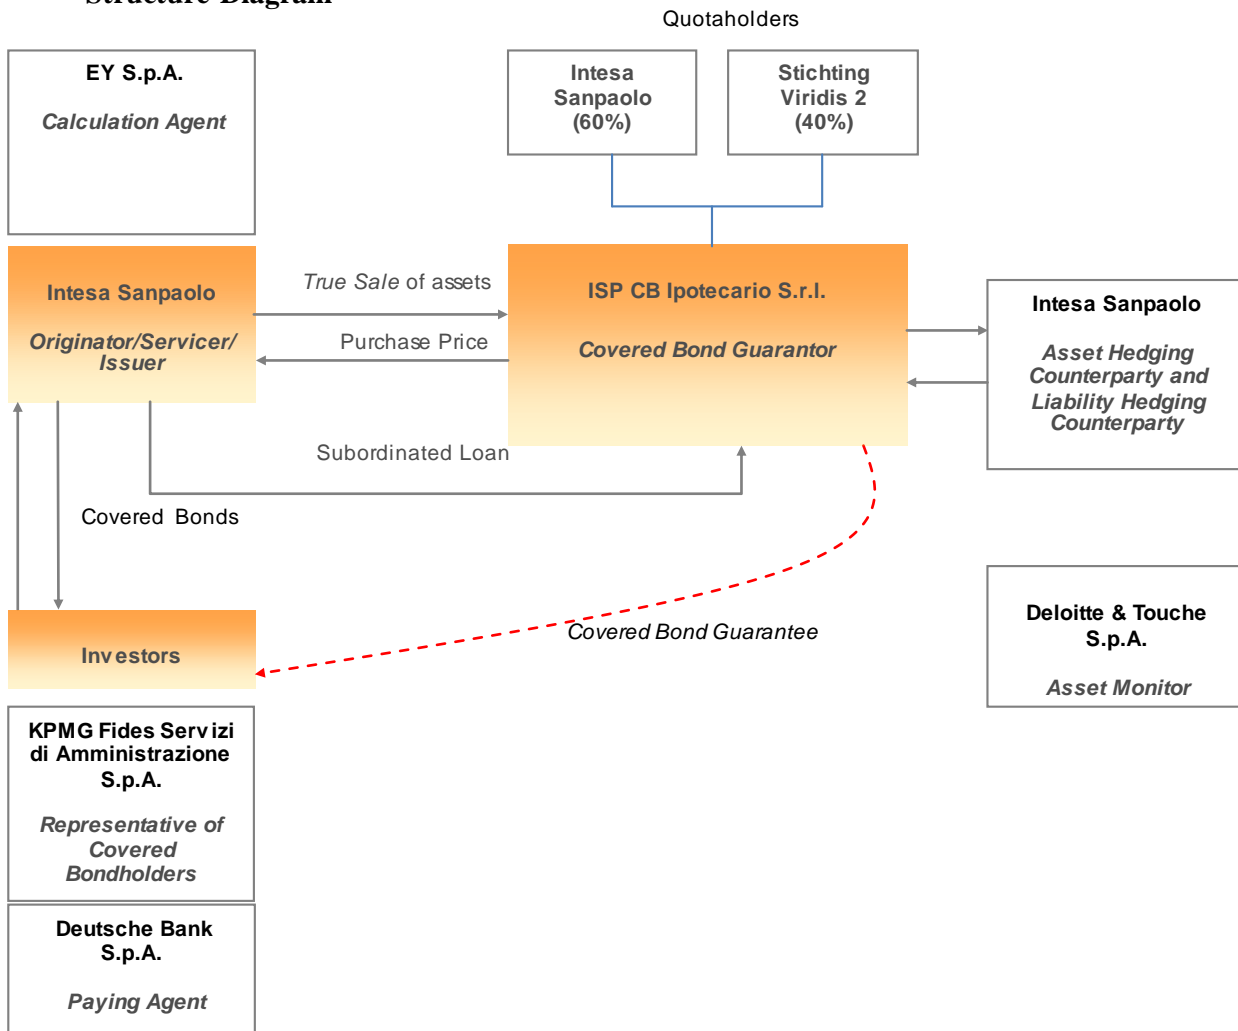 Structure Diagram
Quotaholders
EY S.p.A.
Calculation Agent
Intesa
Sanpaolo
(60%)
Stichting
Viridis 2
(40%)
Intesa Sanpaolo
Originator/Servicer/
Issuer
True Sale of assets
Purchase Price
ISP CB Ipotecario S.r.l.
Covered Bond Guarantor
Intesa Sanpaolo
Asset Hedging
Counterparty and
Liability Hedging
Counterparty
Subordinated Loan
Covered Bonds
Covered Bond Guarantee
Investors
Deloitte & Touche
S.p.A.
Asset Monitor
KPMG Fides Servizi
di Amministrazione
S.p.A.
Representative of
Covered
Bondholders
Deutsche Bank
S.p.A.
Paying Agent